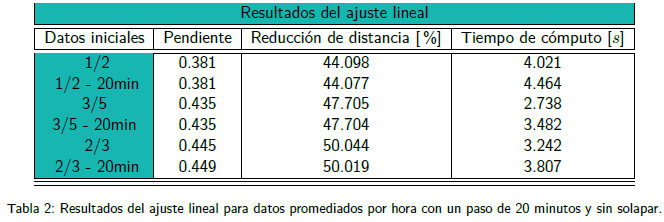 Resultados del ajuste lineal
Datos iniciales Pendiente Reducción de distancia [%] Tiempo de cómputo [s]
1/2 0.381 44.098 4.021
1/2 - 20min 0.381 44.077 4.464
3/5 0.435 47.705 2.738
3/5 - 20min 0.435 47.704 3.482
2/3 0.445 50.044 3.242
2/3 - 20min 0.449 50.019 3.807
Tabla 2: Resultados del ajuste lineal para datos promediados por hora con un paso de 20 minutos y sin solapar.